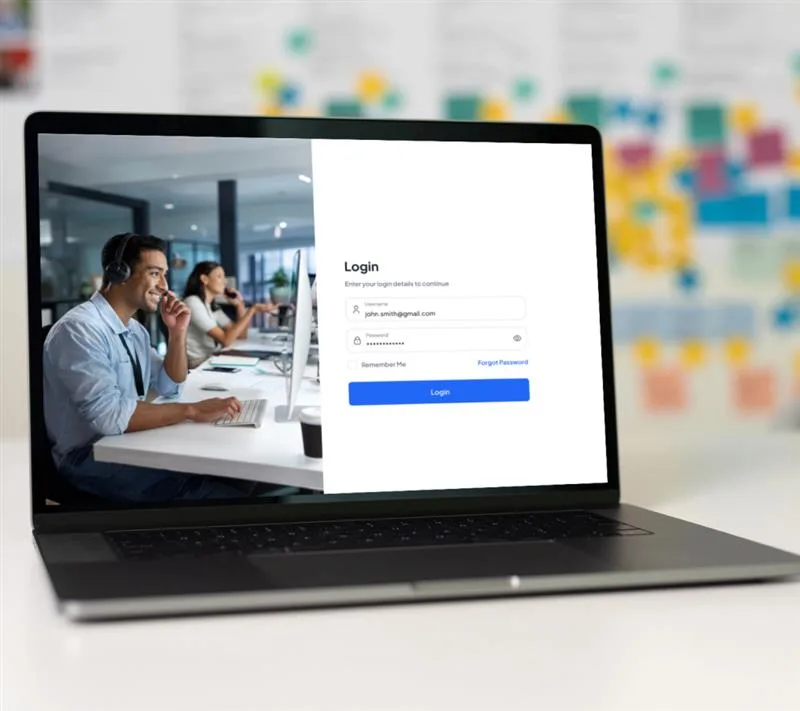 Login
Enter your login details to continue
Username
john.smith@gmail.com
Password
••••••••••••
Remember Me
Forgot Password
Login